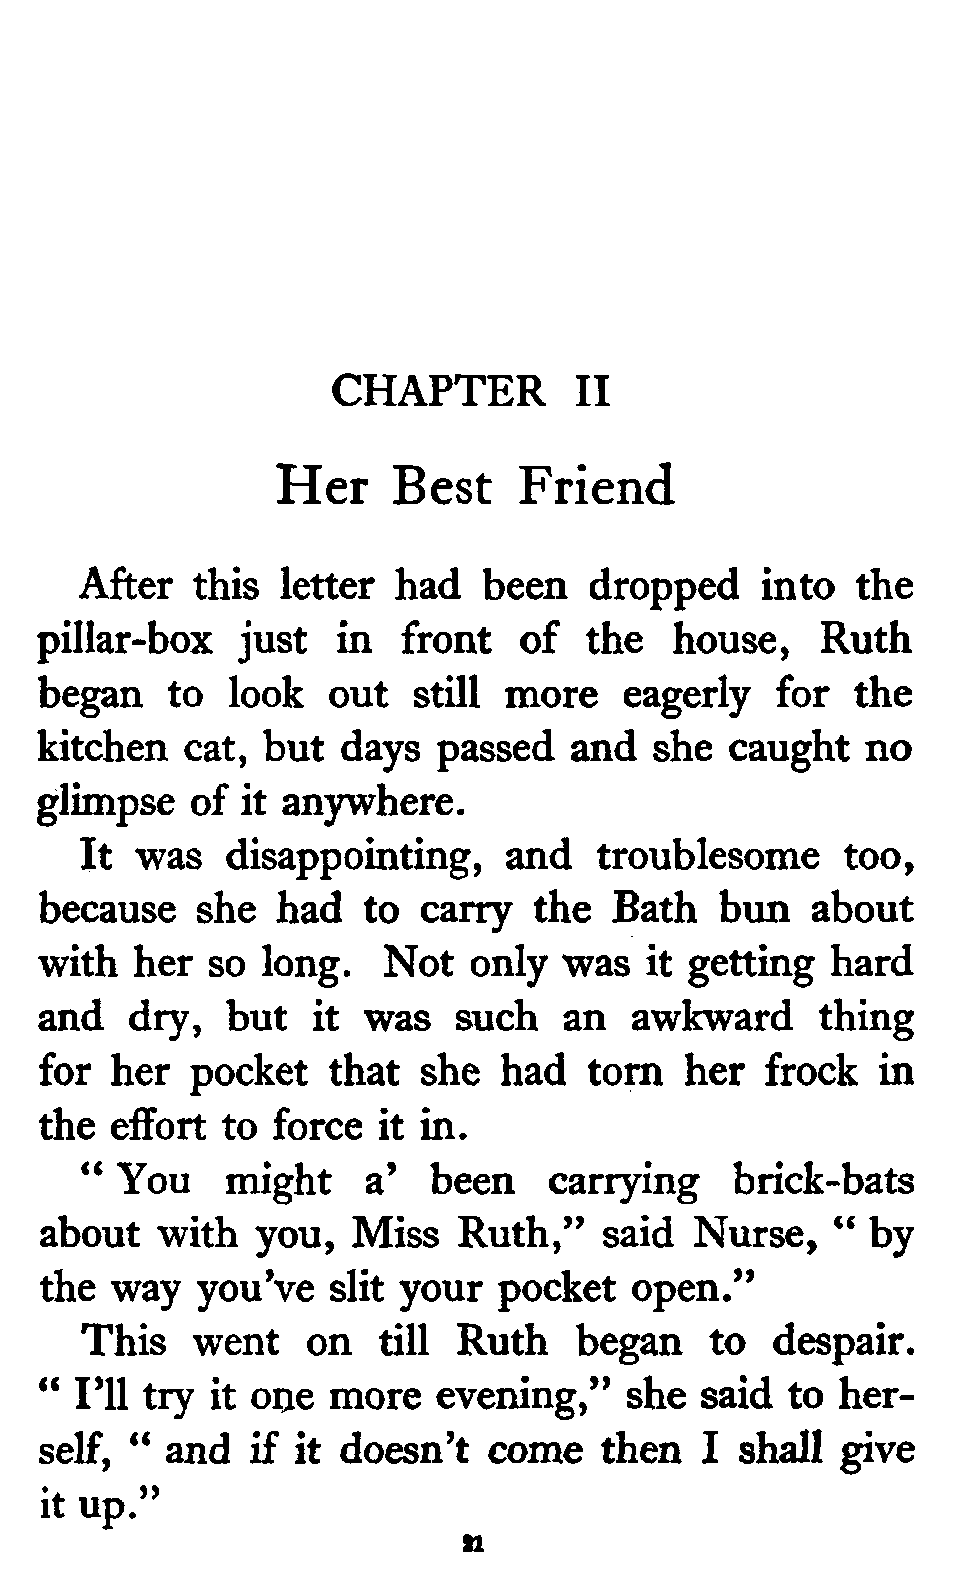 CHAPTER II
Her Best Friend
After this letter had been dropped into the
pillar-box just in front of the house, Ruth
began to look out still more eagerly for the
kitchen cat, but days passed and she caught no
glimpse of it anywhere.
It was disappointing, and troublesome too,
because she had to carry the Bath bun about
with her so long. Not only was it getting hard
and dry, but it was such an awkward thing
for her pocket that she had torn her frock in
the effort to force it in.
“ You might a’ been carrying brick-bats
about with you, Miss Ruth,” said Nurse, “ by
the way you’ve slit your pocket open.”
This went on till Ruth began to despair.
“ I’ll try it one more evening,” she said to her-
self, “ and if it doesn’t come then I shall give
it up.”
21